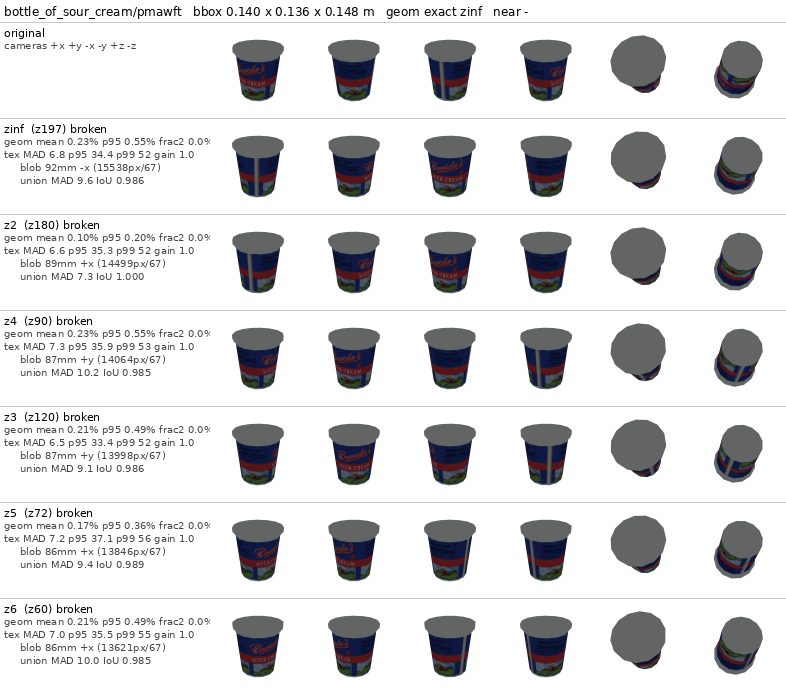 bottle_of_sour_cream/pmawft   bbox 0.140 x 0.136 x 0.148 m   geom exact zinf   near -
original
cameras +x +y -x -y +z -z
zinf  (z197) broken
geom mean 0.23% p95 0.55% frac2 0.0%
tex MAD 6.8 p95 34.4 p99 52 gain 1.0
blob 92mm -x (15538px/67)
union MAD 9.6 IoU 0.986
z2  (z180) broken
geom mean 0.10% p95 0.20% frac2 0.0%
tex MAD 6.6 p95 35.3 p99 52 gain 1.0
blob 89mm +x (14499px/67)
union MAD 7.3 IoU 1.000
z4  (z90) broken
geom mean 0.23% p95 0.55% frac2 0.0%
tex MAD 7.3 p95 35.9 p99 53 gain 1.0
blob 87mm +y (14064px/67)
union MAD 10.2 IoU 0.985
z3  (z120) broken
geom mean 0.21% p95 0.49% frac2 0.0%
tex MAD 6.5 p95 33.4 p99 52 gain 1.0
blob 87mm +y (13998px/67)
union MAD 9.1 IoU 0.986
z5  (z72) broken
geom mean 0.17% p95 0.36% frac2 0.0%
tex MAD 7.2 p95 37.1 p99 56 gain 1.0
blob 86mm +x (13846px/67)
union MAD 9.4 IoU 0.989
z6  (z60) broken
geom mean 0.21% p95 0.49% frac2 0.0%
tex MAD 7.0 p95 35.5 p99 55 gain 1.0
blob 86mm +x (13621px/67)
union MAD 10.0 IoU 0.985